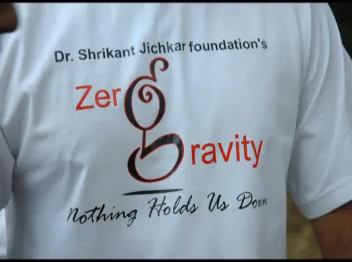 Dr. Shrikant Jichkar foundation's
Zero
gravity
Nothing Holds Us Down